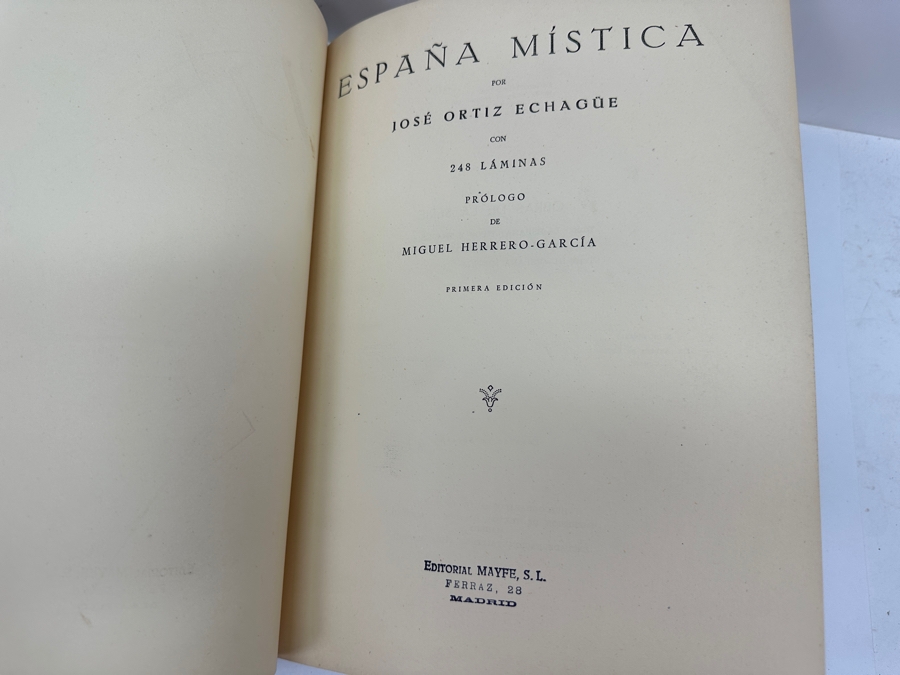 ESPAÑA MÍSTICA
POR
JOSÉ ORTIZ ECHAGÜE
CON
248 LÁMINAS
PRÓLOGO
DE
MIGUEL HERRERO-GARCÍA
PRIMERA EDICIÓN
EDITORIAL MAYFE, S. L.
FERRAZ, 28
MADRID